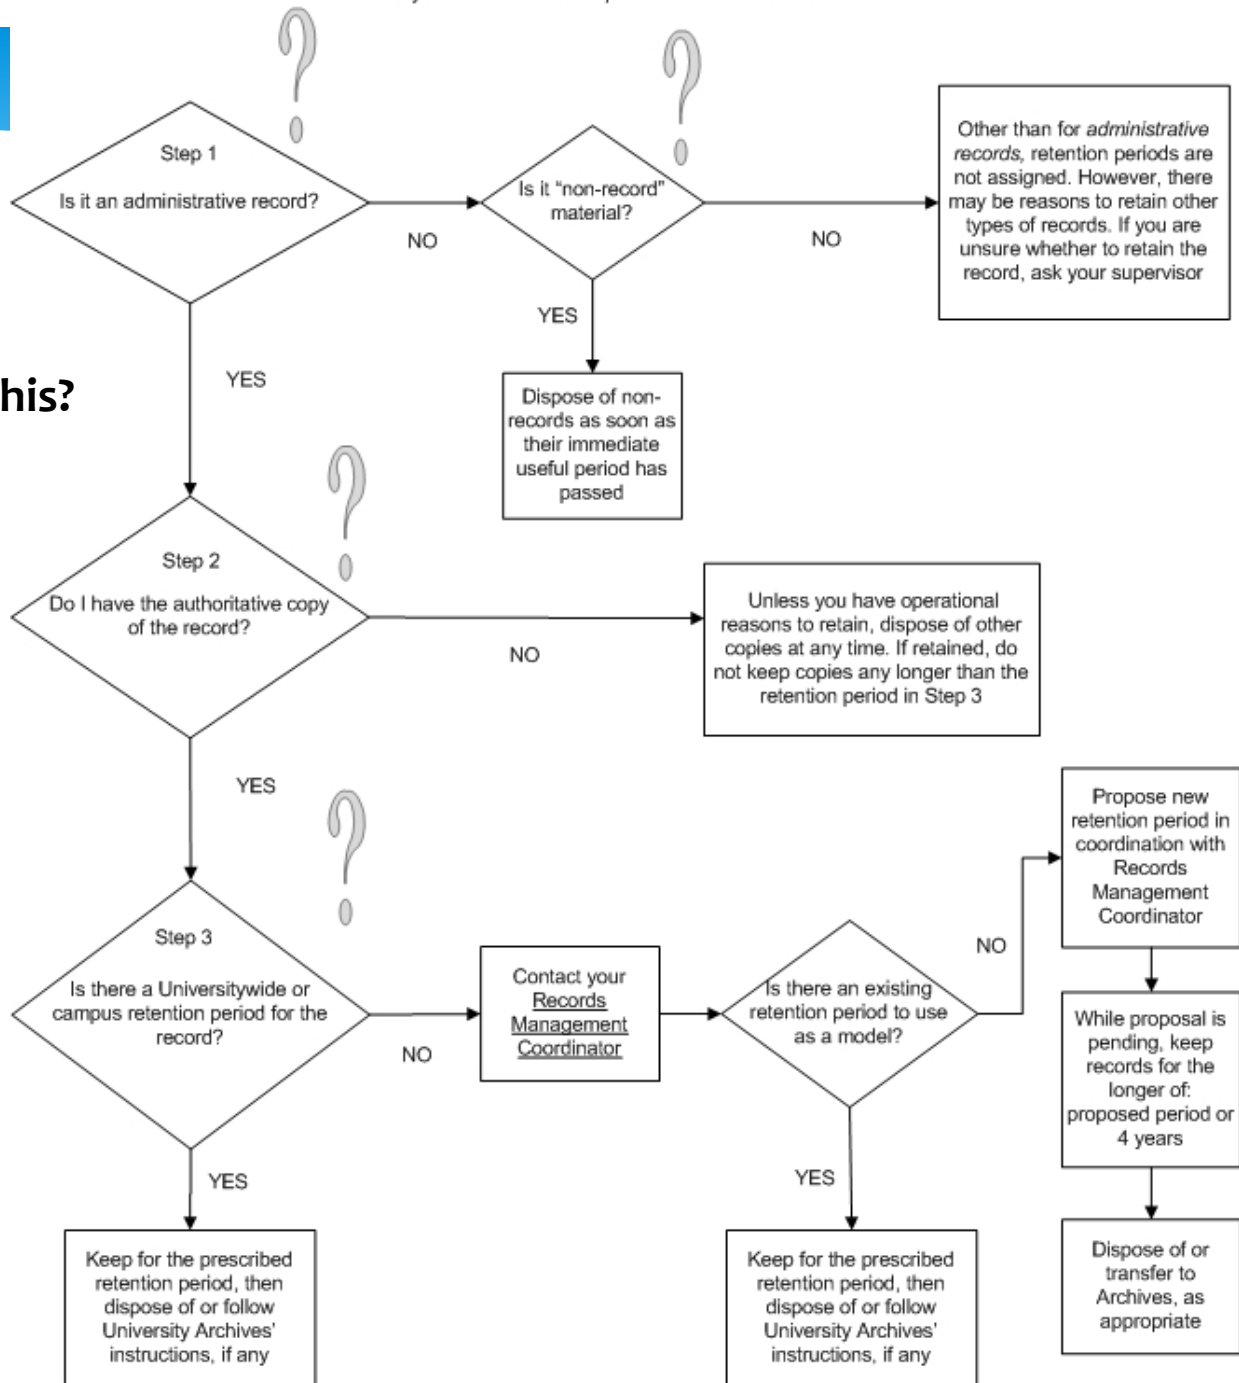 Step 1
Is it an administrative record?
NO
Is it “non-record”
material?
NO
Other than for administrative
records, retention periods are
not assigned. However, there
may be reasons to retain other
types of records. If you are
unsure whether to retain the
record, ask your supervisor
YES
Dispose of non-
records as soon as
their immediate
useful period has
passed
YES
his?
Step 2
Do I have the authoritative copy
of the record?
NO
Unless you have operational
reasons to retain, dispose of other
copies at any time. If retained, do
not keep copies any longer than the
retention period in Step 3
YES
Step 3
Is there a Universitywide or
campus retention period for the
record?
NO
Contact your
Records
Management
Coordinator
Is there an existing
retention period to use
as a model?
NO
Propose new
retention period in
coordination with
Records
Management
Coordinator
While proposal is
pending, keep
records for the
longer of:
proposed period or
4 years
Dispose of or
transfer to
Archives, as
appropriate
YES
Keep for the prescribed
retention period, then
dispose of or follow
University Archives’
instructions, if any
YES
Keep for the prescribed
retention period, then
dispose of or follow
University Archives’
instructions, if any